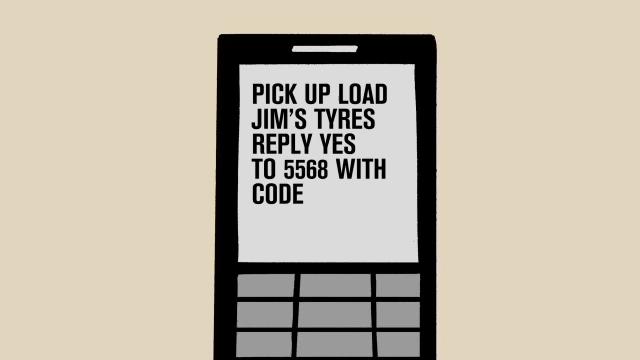 PICK UP LOAD
JIM'S TYRES
REPLY YES
TO 5568 WITH
CODE